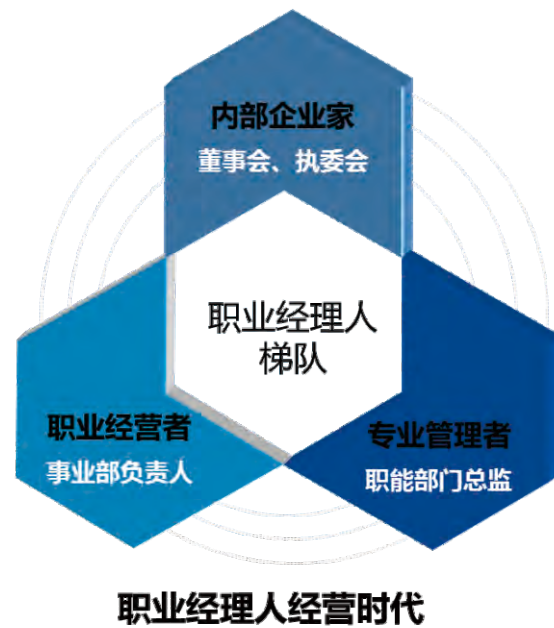 内部企业家
董事会、执委会
职业经理人
梯队
职业经营者
事业部负责人
专业管理者
职能部门总监
职业经理人经营时代